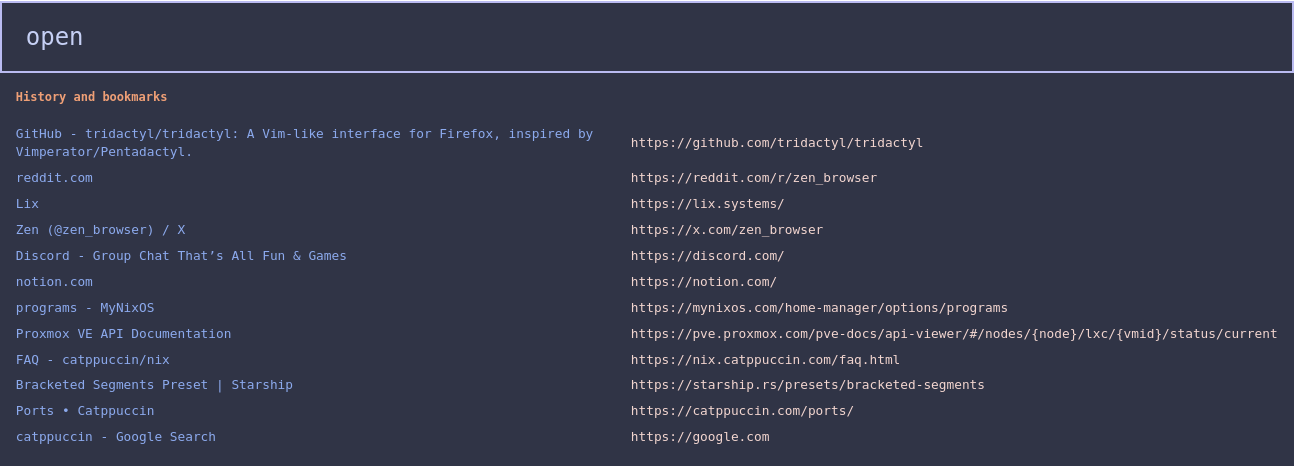 open
History and bookmarks
GitHub - tridactyl/tridactyl: A Vim-like interface for Firefox, inspired by
Vimperator/Pentadactyl.
https://github.com/tridactyl/tridactyl
reddit.com https://reddit.com/r/zen_browser
Lix https://lix.systems/
Zen (@zen_browser) / X https://x.com/zen_browser
Discord - Group Chat That’s All Fun & Games https://discord.com/
notion.com https://notion.com/
programs - MyNixOS https://mynixos.com/home-manager/options/programs
Proxmox VE API Documentation https://pve.proxmox.com/pve-docs/api-viewer/#/nodes/{node}/lxc/{vmid}/status/current
FAQ - catppuccin/nix https://nix.catppuccin.com/faq.html
Bracketed Segments Preset | Starship https://starship.rs/presets/bracketed-segments
Ports • Catppuccin https://catppuccin.com/ports/
catppuccin - Google Search https://google.com